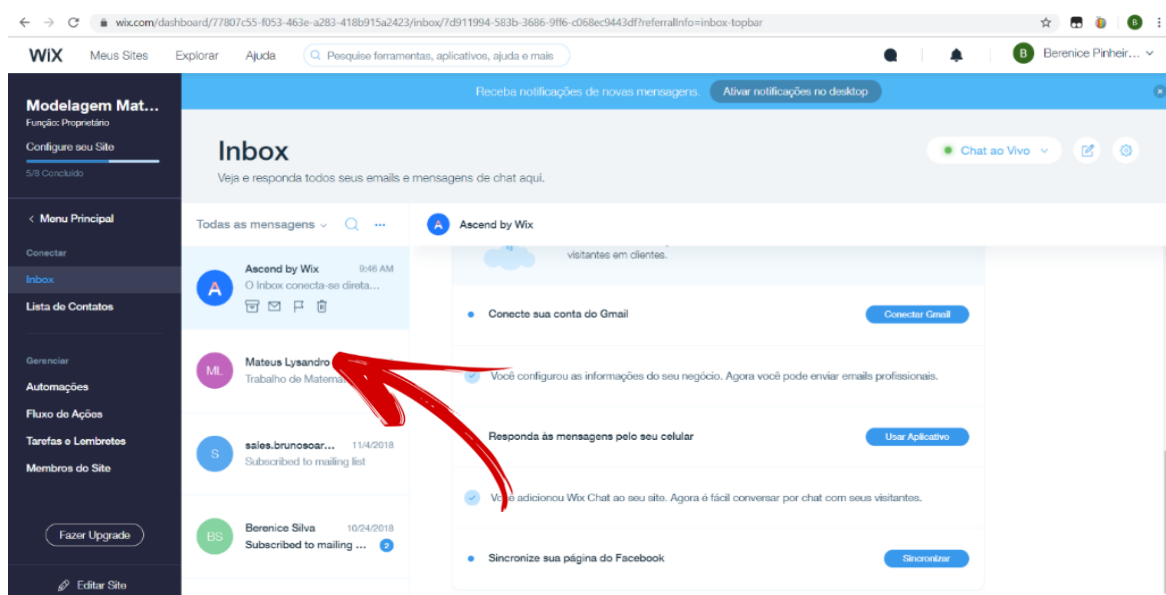 wix.com/dashboard/77807c55-f053-463e-a283-418b915a2423/inbox/7d911994-583b-3686-9ff6-c068ec9443df?referralInfo=inbox-topbar
B
WiX Meus Sites Explorar Ajuda Pesquise ferramentas, aplicativos, ajuda e mais B Berenice Pinheir...
Receba notificações de novas mensagens. Ativar notificações no desktop
Modelagem Mat...
Função: Proprietário
Configure seu Site
5/8 Concluído
Inbox
Veja e responda todos seus emails e mensagens de chat aqui.
Chat ao Vivo
Menu Principal
Conectar
Inbox
Lista de Contatos
Gerenciar
Automações
Fluxo de Ações
Tarefas e Lembretes
Membros do Site
Fazer Upgrade
Editar Site
Todas as mensagens
Ascend by Wix 9:46 AM
O Inbox conecta-se direta...
ML Mateus Lysandro
Trabalho de
S sales.brunosoar... 11/4/2018
Subscribed to mailing list
BS Berenice Silva 10/24/2018
Subscribed to mailing ... 2
A Ascend by Wix
visitantes em clientes.
Conecte sua conta do Gmail Conectar Gmail
Você configurou as informações do seu negócio. Agora você pode enviar emails profissionais.
Responda às mensagens pelo seu celular Usar Aplicativo
Você adicionou Wix Chat ao seu site. Agora é fácil conversar por chat com seus visitantes.
Sincronize sua página do Facebook Sincronizar